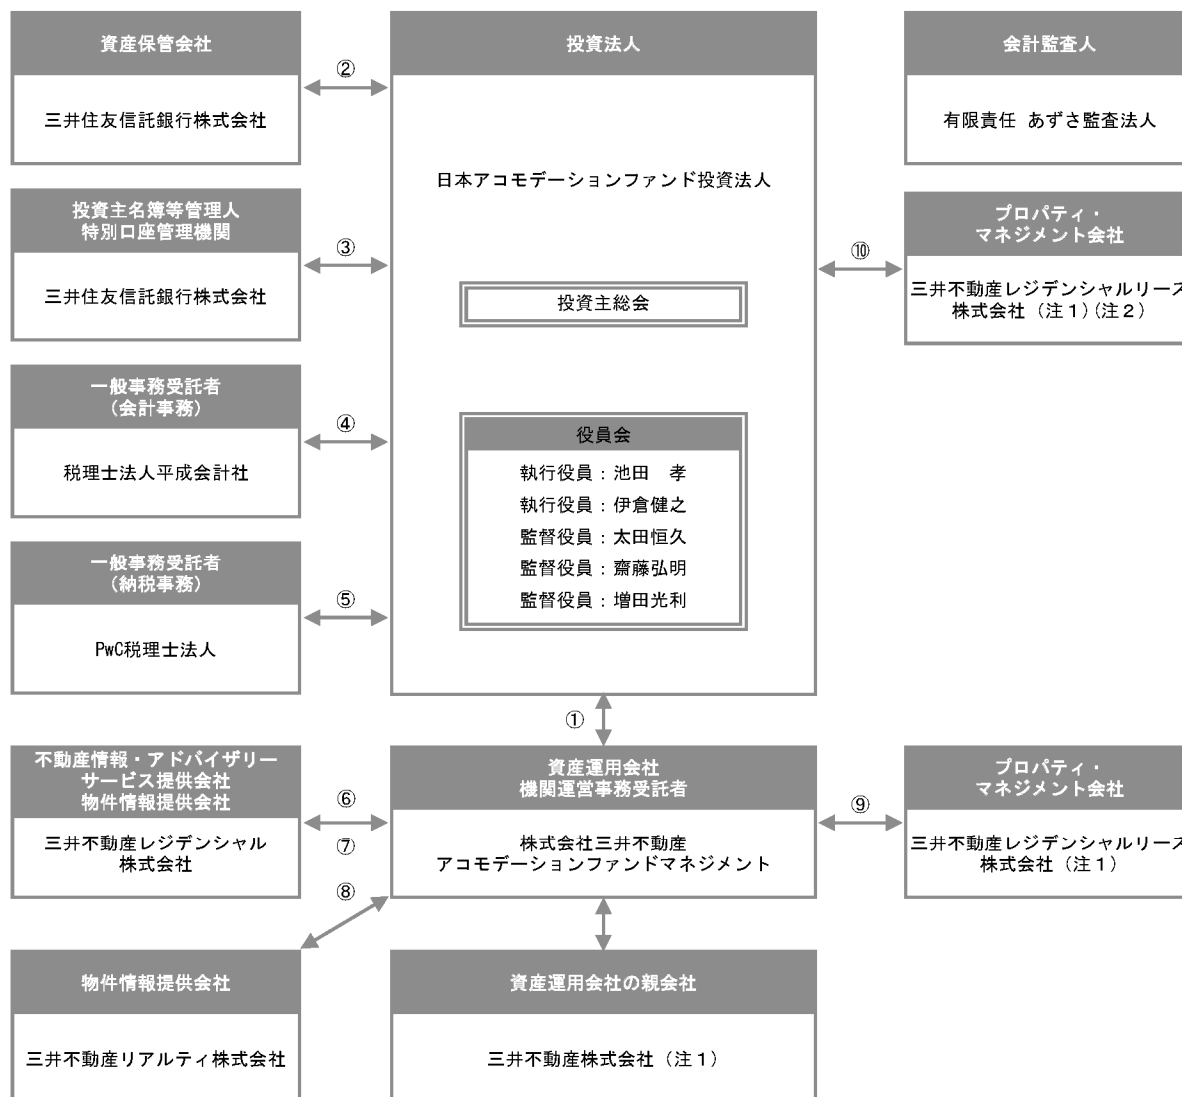 資産保管会社
三井住友信託銀行株式会社
②
投資法人
日本アコモデーションファンド投資法人
投資主総会
役員会
執行役員：池田　孝
執行役員：伊倉健之
監督役員：太田恒久
監督役員：齋藤弘明
監督役員：増田光利
会計監査人
有限責任 あずさ監査法人
投資主名簿等管理人
特別口座管理機関
三井住友信託銀行株式会社
③
プロパティ・
マネジメント会社
三井不動産レジデンシャルリース
株式会社（注１）（注２）
⑩
一般事務受託者
（会計事務）
税理士法人平成会計社
④
一般事務受託者
（納税事務）
PwC税理士法人
⑤
①
不動産情報・アドバイザリー
サービス提供会社
物件情報提供会社
三井不動産レジデンシャル
株式会社
⑥
⑦
⑧
資産運用会社
機関運営事務受託者
株式会社三井不動産
アコモデーションファンドマネジメント
⑨
プロパティ・
マネジメント会社
三井不動産レジデンシャルリース
株式会社（注１）
物件情報提供会社
三井不動産リアルティ株式会社
資産運用会社の親会社
三井不動産株式会社（注１）